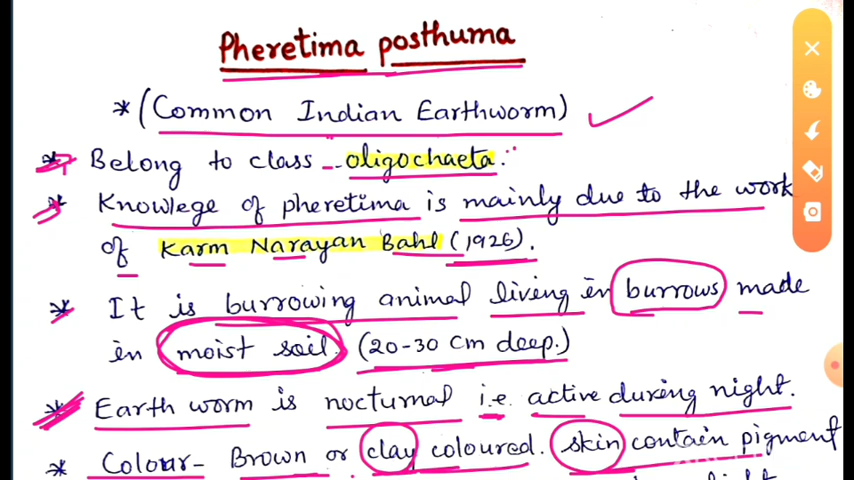 Pheretima posthuma
* (Common Indian Earthworm)
* Belong to class - oligochaeta.
* Knowlege of pheretima is mainly due to the work
of Karm Narayan Bahl (1926).
* It is burrowing animal living in burrows made
in moist soil. (20-30 cm deep.)
* Earth worm is nocturnal i.e. active during night.
* Colour- Brown or clay coloured. skin contain pigment